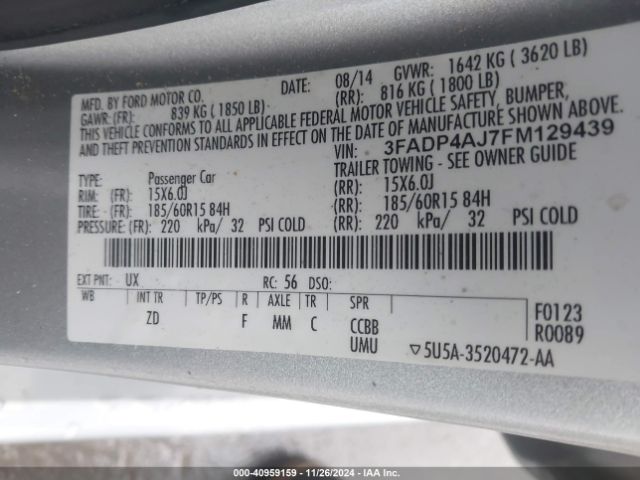 MFD. BY FORD MOTOR CO.
DATE: 08/14 GVWR: 1642 KG ( 3620 LB)
GAWR: (FR): 839 KG ( 1850 LB) (RR): 816 KG ( 1800 LB)
THIS VEHICLE CONFORMS TO ALL APPLICABLE FEDERAL MOTOR VEHICLE SAFETY, BUMPER,
& THEFT PREVENTION STANDARDS IN EFFECT ON THE DATE OF MANUFACTURE SHOWN ABOVE.
VIN: 3FADP4AJ7FM129439
TYPE: Passenger Car TRAILER TOWING - SEE OWNER GUIDE
RIM: (FR): 15X6.0J (RR): 15X6.0J
TIRE: (FR): 185/60R15 84H (RR): 185/60R15 84H
PRESSURE: (FR): 220 kPa/ 32 PSI COLD (RR): 220 kPa/ 32 PSI COLD
EXT PNT: UX RC: 56 DSO:
WB INT TR TP/PS R AXLE TR SPR
F0123
ZD F MM C CCBB
R0089
UMU ▽5U5A-3520472-AA
000-40959159 — 11/26/2024 — IAA Inc.